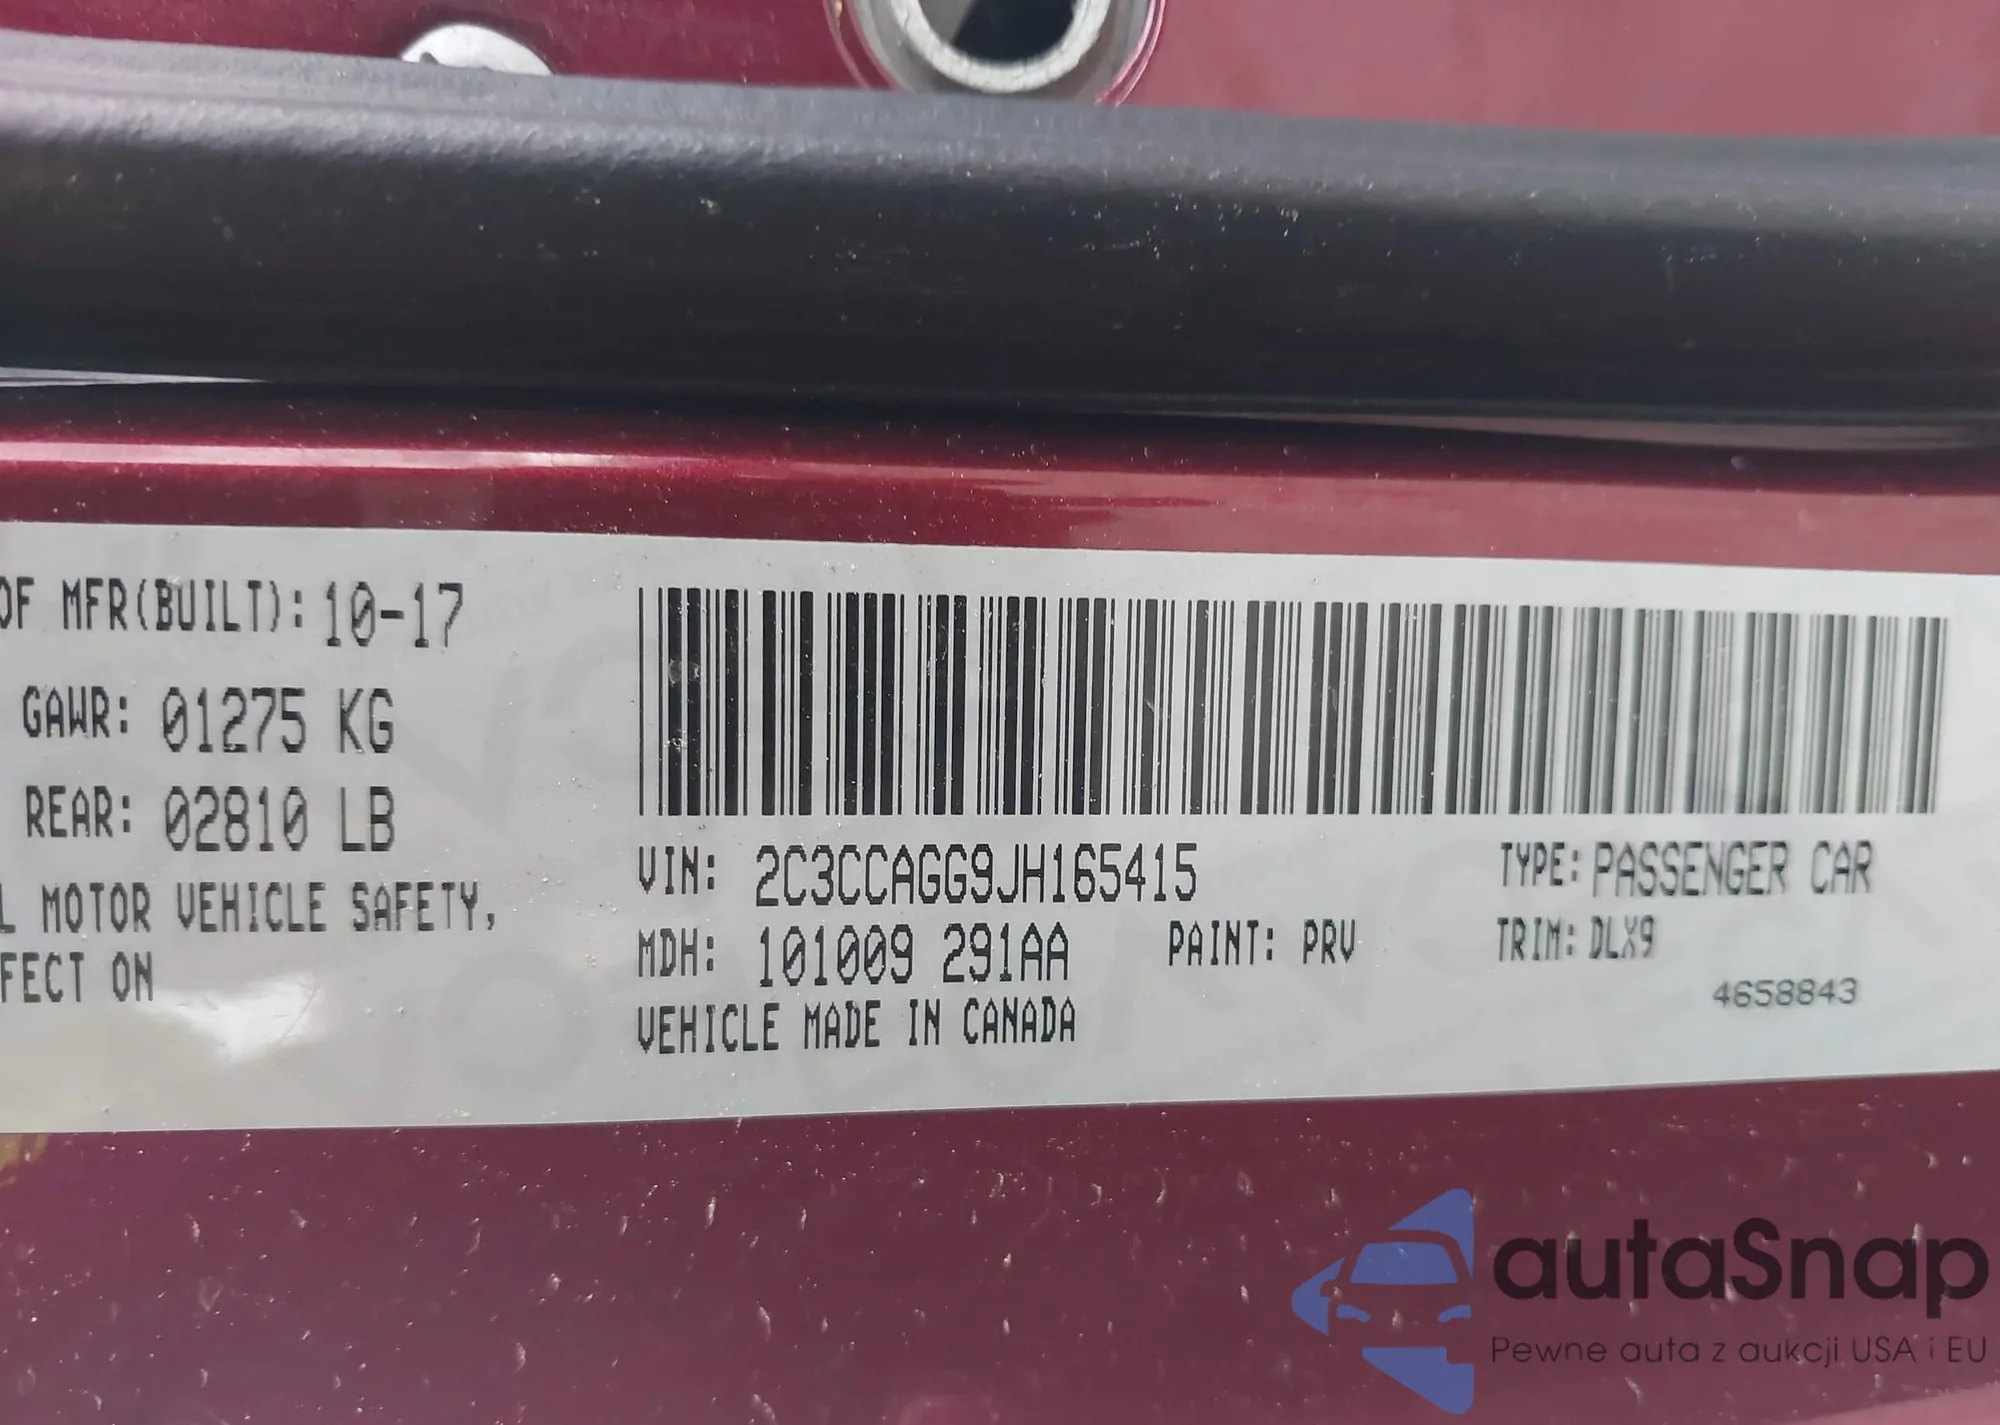 OF MFR(BUILT): 10-17
GAWR: 01275 KG
REAR: 02810 LB
L MOTOR VEHICLE SAFETY,
FECT ON
VIN: 2C3CCAGG9JH165415
TYPE: PASSENGER CAR
MDH: 101009 291AA
PAINT: PRV
TRIM: DLX9
4658843
VEHICLE MADE IN CANADA
autaSnap
Pewne auta z aukcji USA i EU